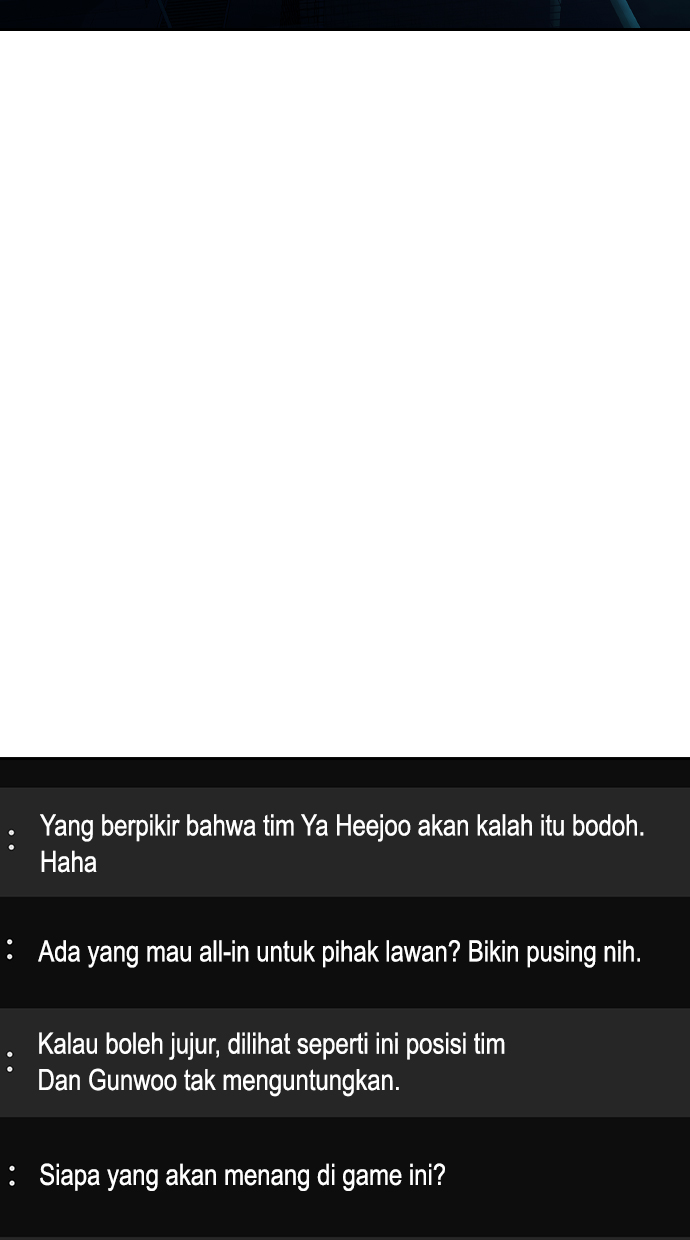 : Yang berpikir bahwa tim Ya Heejoo akan kalah itu bodoh.
Haha
: Ada yang mau all-in untuk pihak lawan? Bikin pusing nih.
: Kalau boleh jujur, dilihat seperti ini posisi tim
Dan Gunwoo tak menguntungkan.
: Siapa yang akan menang di game ini?